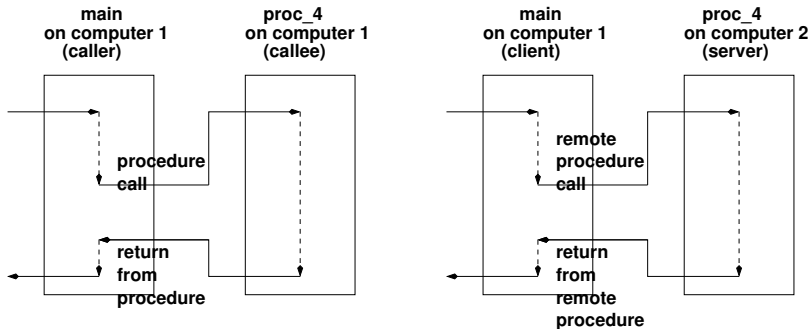 main
on computer 1
(caller)
proc_4
on computer 1
(callee)
procedure
call
return
from
procedure
main
on computer 1
(client)
proc_4
on computer 2
(server)
remote
procedure
call
return
from
remote
procedure